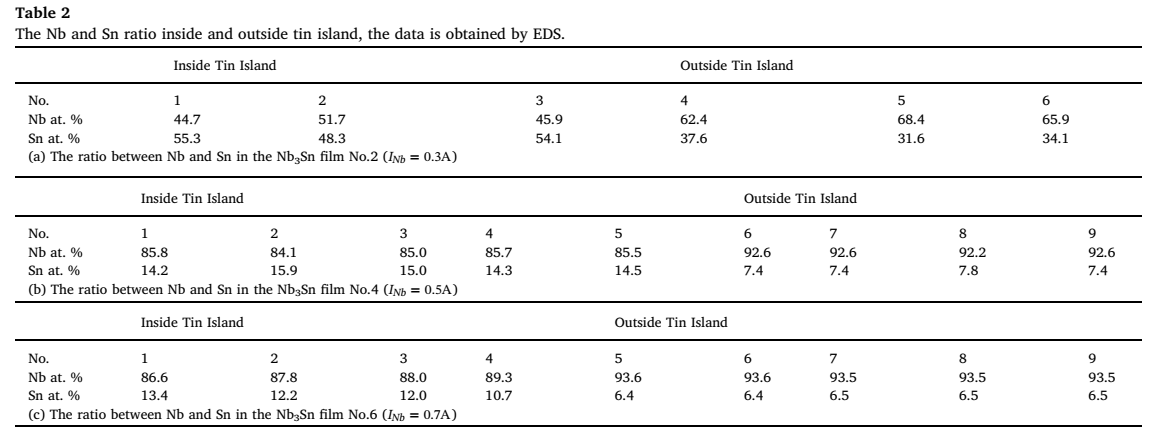 Table 2
The Nb and Sn ratio inside and outside tin island, the data is obtained by EDS.
Inside Tin Island Outside Tin Island
No. 1 2 3 4 5 6
Nb at. % 44.7 51.7 45.9 62.4 68.4 65.9
Sn at. % 55.3 48.3 54.1 37.6 31.6 34.1
(a) The ratio between Nb and Sn in the Nb3Sn film No.2 (INb = 0.3A)
Inside Tin Island Outside Tin Island
No. 1 2 3 4 5 6 7 8 9
Nb at. % 85.8 84.1 85.0 85.7 85.5 92.6 92.6 92.2 92.6
Sn at. % 14.2 15.9 15.0 14.3 14.5 7.4 7.4 7.8 7.4
(b) The ratio between Nb and Sn in the Nb3Sn film No.4 (INb = 0.5A)
Inside Tin Island Outside Tin Island
No. 1 2 3 4 5 6 7 8 9
Nb at. % 86.6 87.8 88.0 89.3 93.6 93.6 93.5 93.5 93.5
Sn at. % 13.4 12.2 12.0 10.7 6.4 6.4 6.5 6.5 6.5
(c) The ratio between Nb and Sn in the Nb3Sn film No.6 (INb = 0.7A)